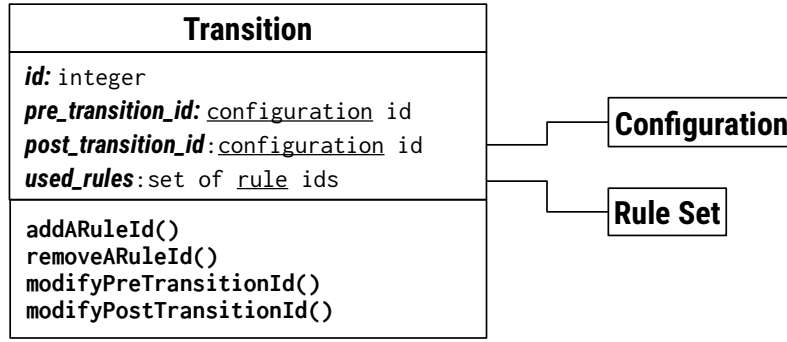 Transition
id: integer
pre_transition_id: configuration id
post_transition_id:configuration id
used_rules:set of rule ids
Configuration
Rule Set
addARuleId()
removeARuleId()
modifyPreTransitionId()
modifyPostTransitionId()